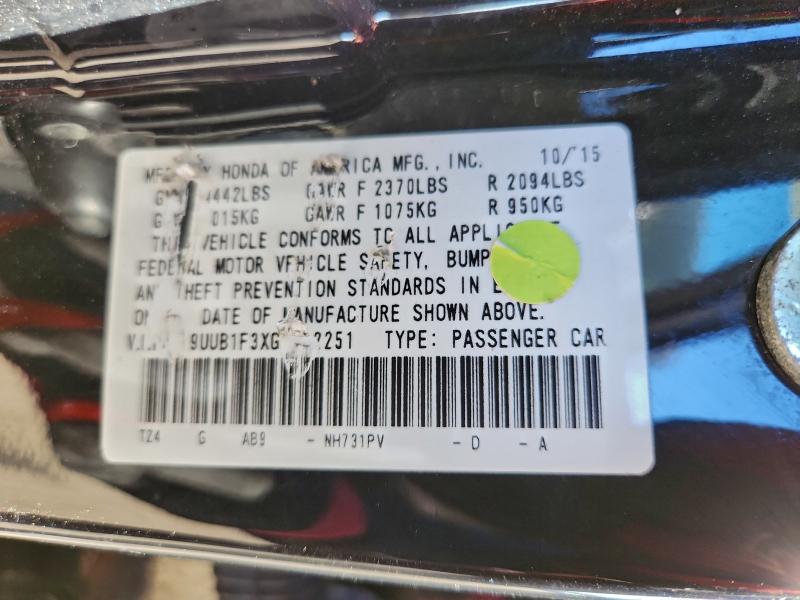 HONDA OF AMERICA MFG., INC. 10/'15
442LBS GAWR F 2370LBS R 2094LBS
015KG GAWR F 1075KG R 950KG
VEHICLE CONFORMS TO ALL
FEDERAL MOTOR VEHICLE SAFETY, BUMP
THEFT PREVENTION STANDARDS IN
DATE OF MANUFACTURE SHOWN ABOVE.
9UUB1F3XG 2251 TYPE: PASSENGER CAR
TZ4 G AB9 - NH731PV - D - A